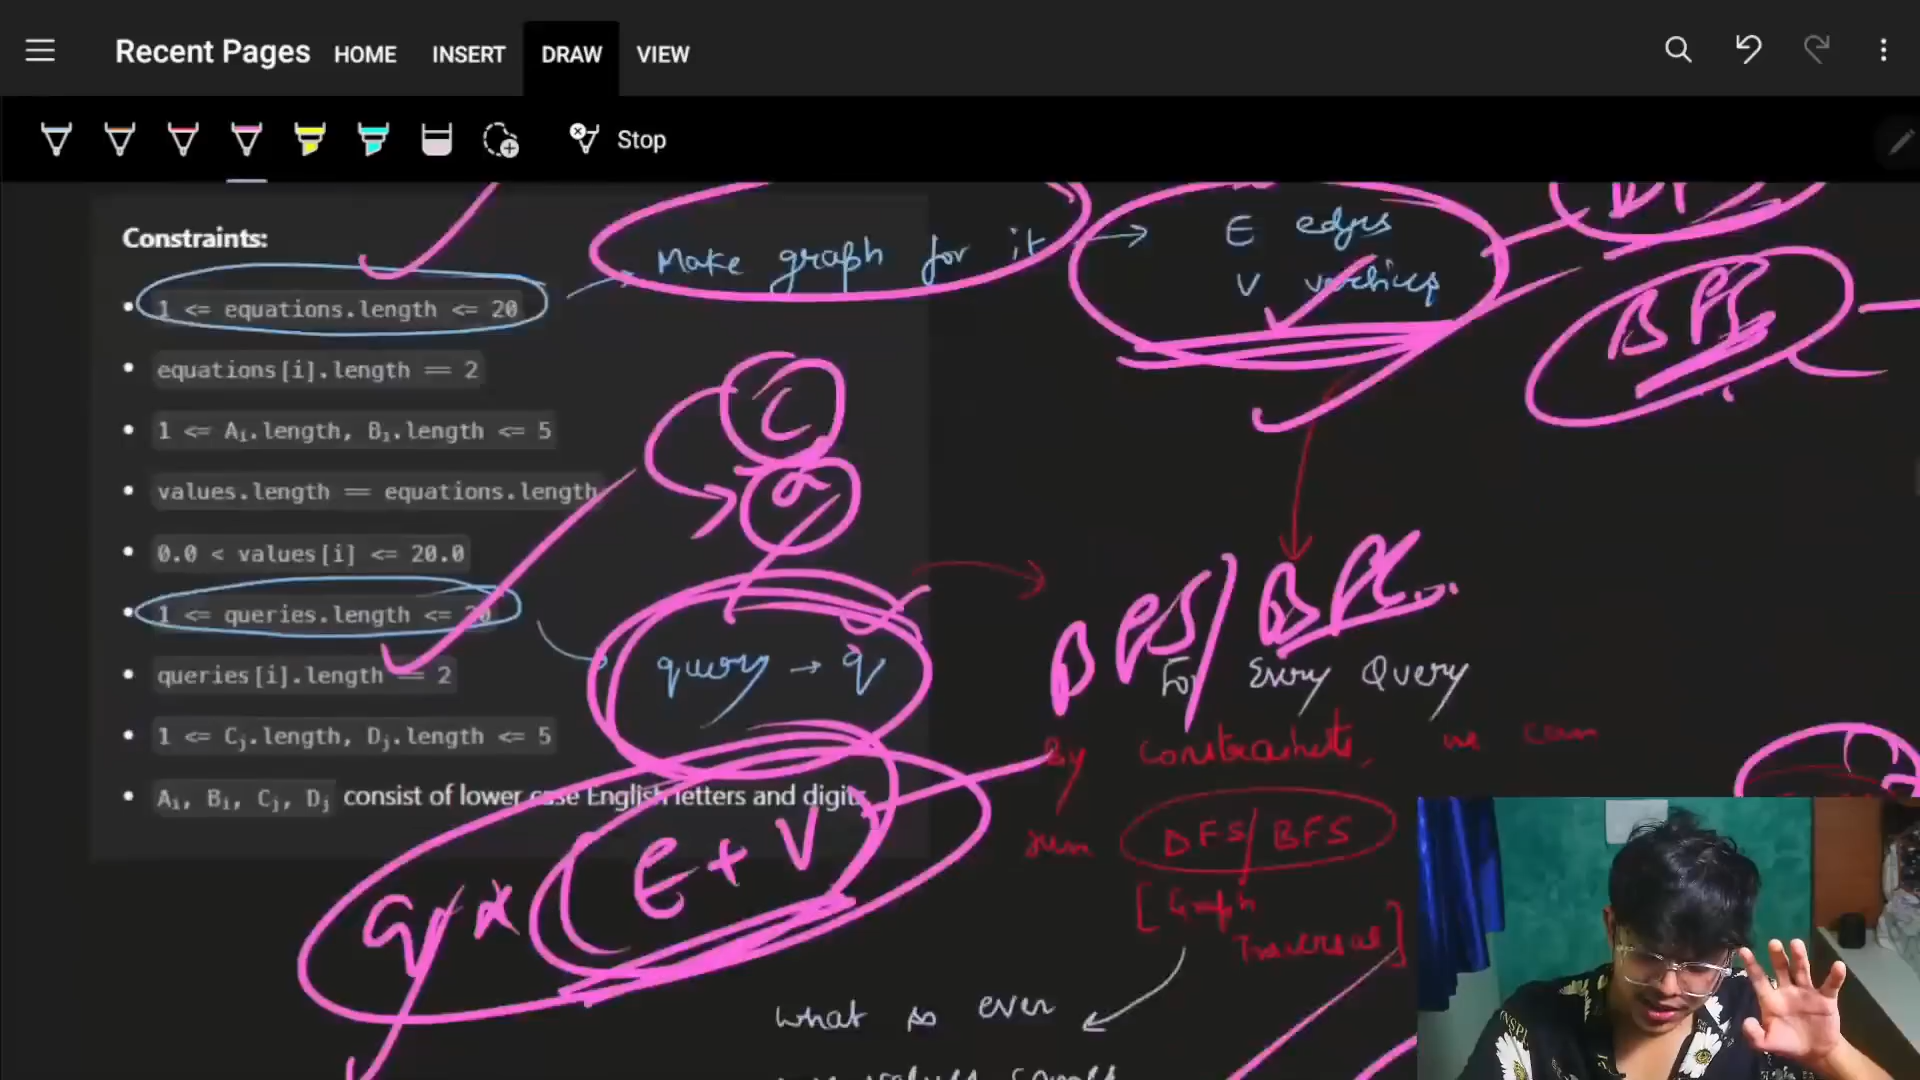 Recent Pages HOME INSERT DRAW VIEW
Stop
Constraints:
1 <= equations.length <= 20
equations[i].length == 2
1 <= Ai.length, Bi.length <= 5
values.length == equations.length
0.0 < values[i] <= 20.0
1 <= queries.length <= 20
queries[i].length == 2
1 <= Cj.length, Dj.length <= 5
Ai, Bi, Cj, Dj consist of lower case English letters and digits
Make graph for it →
E edges
V vertices
BFS
C
query → q
DFS/BFS
For Every Query
By constraints, we can
run DFS/BFS
[Graph
Traversal]
q * (E + V)
what so ever